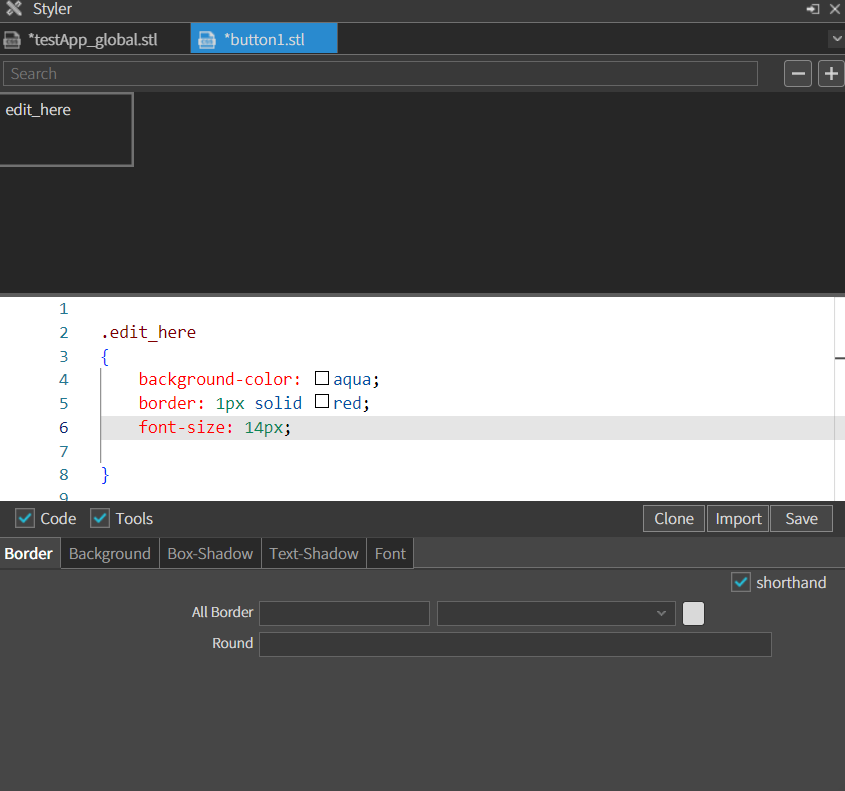 Styler
*testApp_global.stl
*button1.stl
Search
edit_here
1
2 .edit_here
3 {
4 background-color: aqua;
5 border: 1px solid red;
6 font-size: 14px;
7
8 }
9
Code Tools Clone Import Save
Border Background Box-Shadow Text-Shadow Font
shorthand
All Border
Round